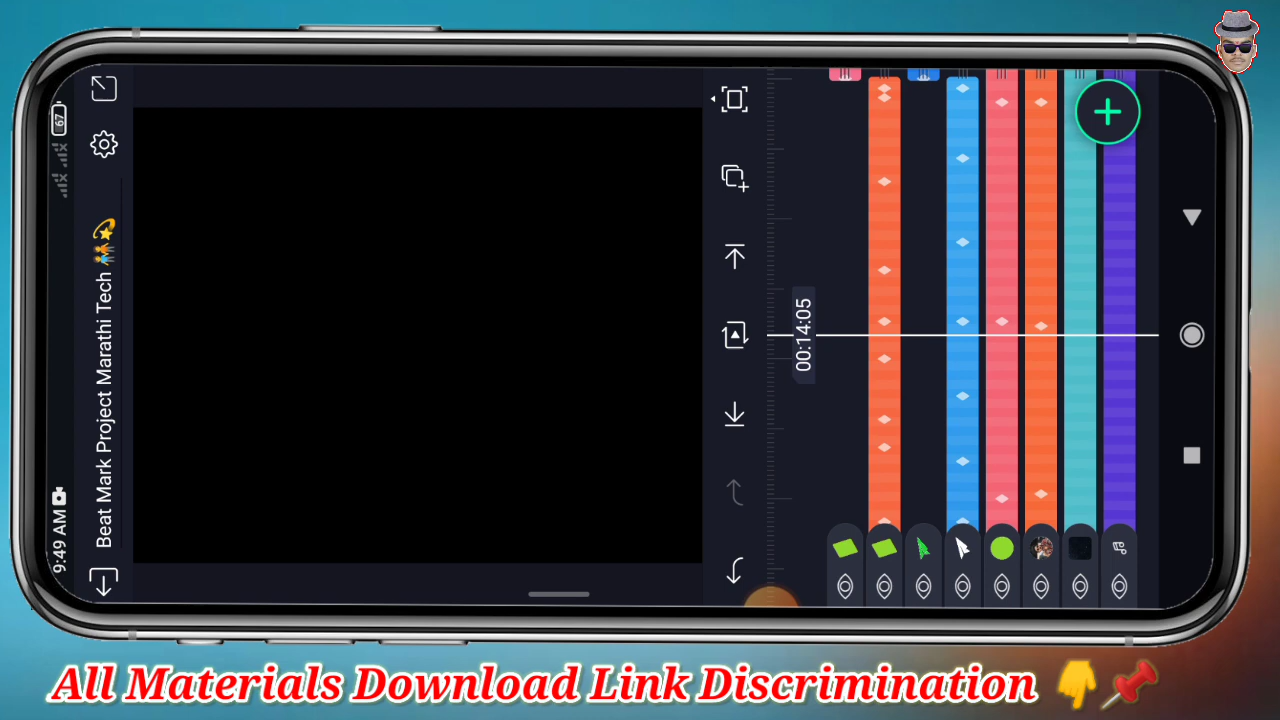 9:49 AM
67
Beat Mark Project Marathi Tech 👬💫
00:14:05
All Materials Download Link Discrimination 👇📌